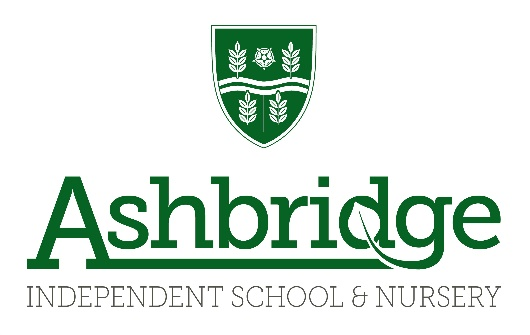 Ashbridge
INDEPENDENT SCHOOL & NURSERY